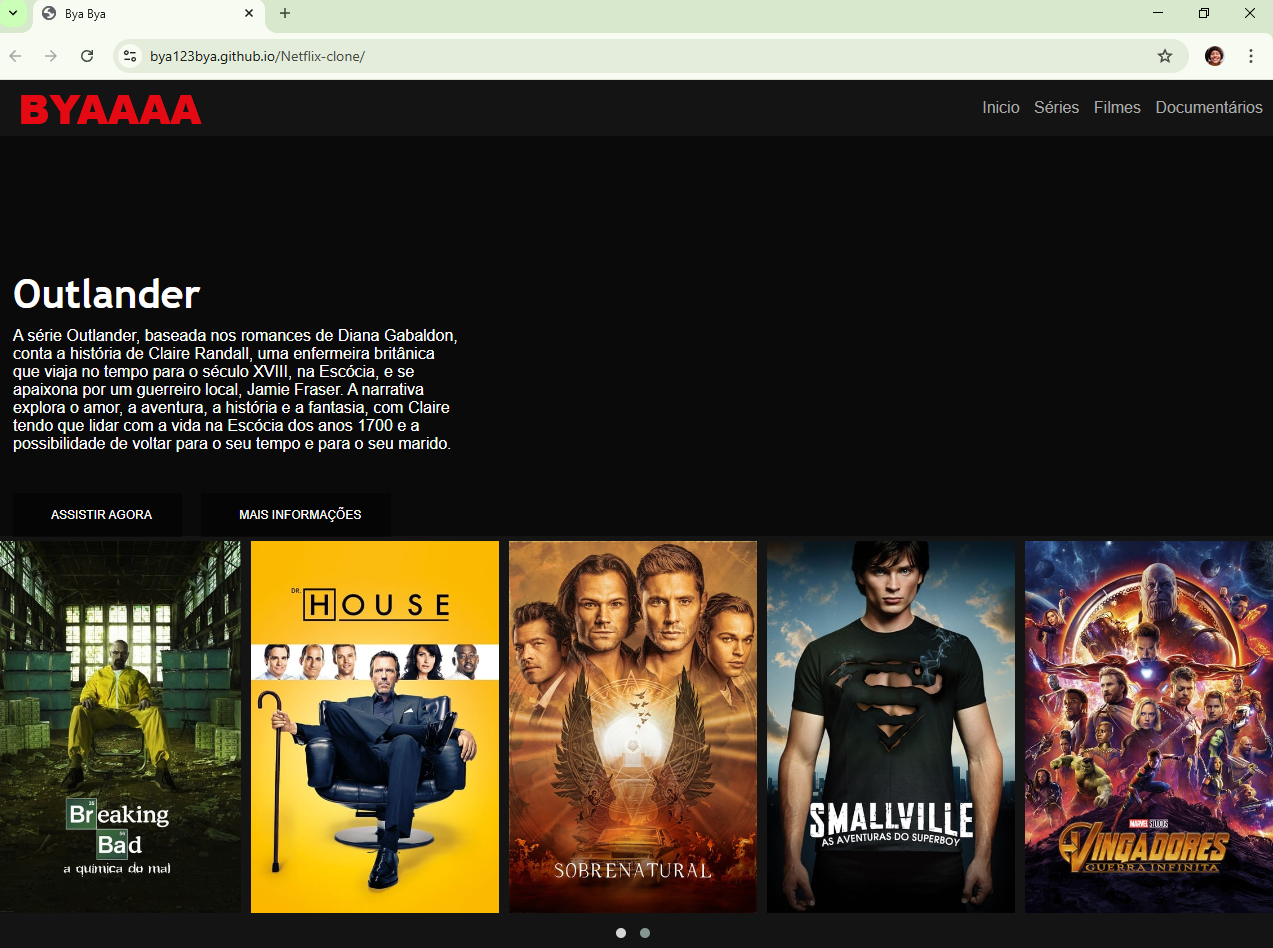 Bya Bya
bya123bya.github.io/Netflix-clone/
BYAAAA
Inicio Séries Filmes Documentários
Outlander
A série Outlander, baseada nos romances de Diana Gabaldon,
conta a história de Claire Randall, uma enfermeira britânica
que viaja no tempo para o século XVIII, na Escócia, e se
apaixona por um guerreiro local, Jamie Fraser. A narrativa
explora o amor, a aventura, a história e a fantasia, com Claire
tendo que lidar com a vida na Escócia dos anos 1700 e a
possibilidade de voltar para o seu tempo e para o seu marido.
ASSISTIR AGORA
MAIS INFORMAÇÕES
Breaking
Bad
a química do mal
DR. HOUSE
SOBRENATURAL
SMALLVILLE
AS AVENTURAS DO SUPERBOY
MARVEL STUDIOS
VINGADORES
GUERRA INFINITA